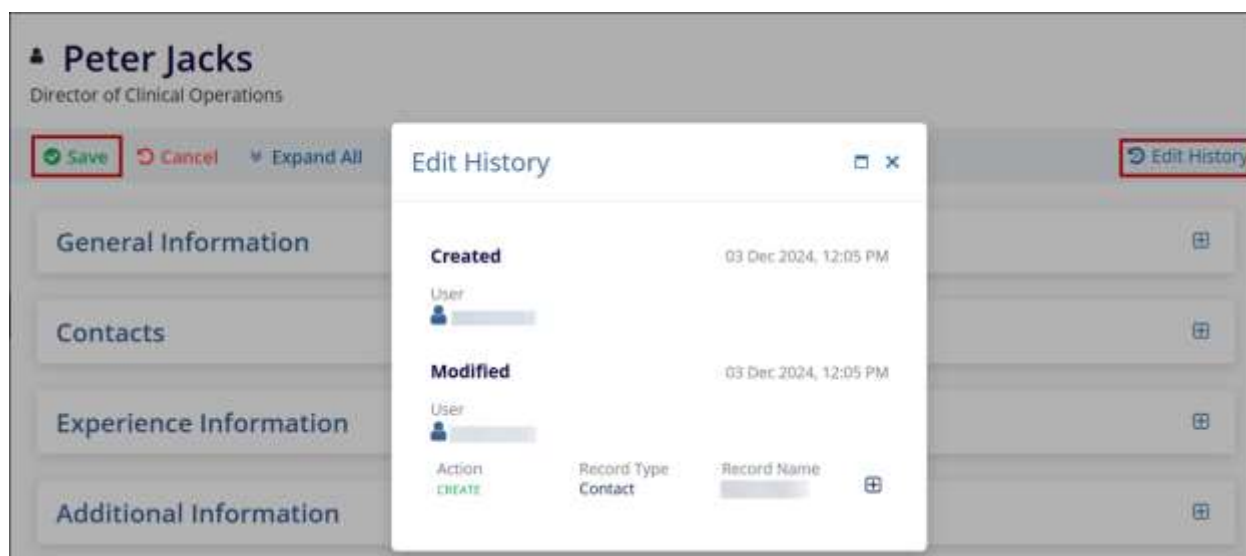 Peter Jacks
Director of Clinical Operations
Save Cancel Expand All
Edit History
Edit History
General Information
Created 03 Dec 2024, 12:05 PM
User
Contacts
Modified 03 Dec 2024, 12:05 PM
User
Experience Information
Action Record Type Record Name
CREATE Contact
Additional Information